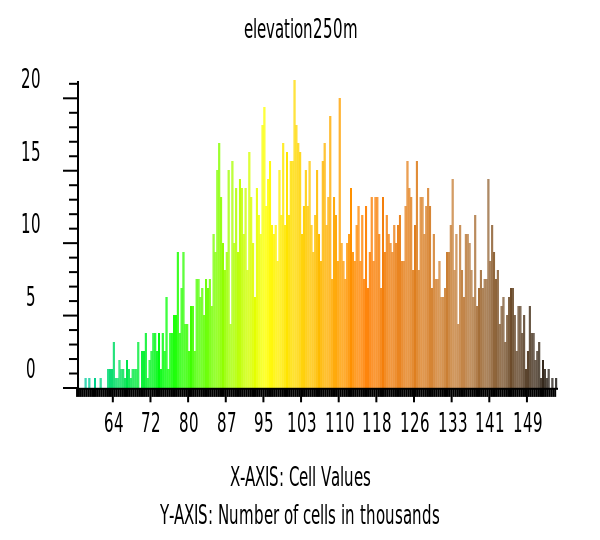 elevation250m
20
15
10
5
0
64 72 80 87 95 103 110 118 126 133 141 149
X-AXIS: Cell Values
Y-AXIS: Number of cells in thousands